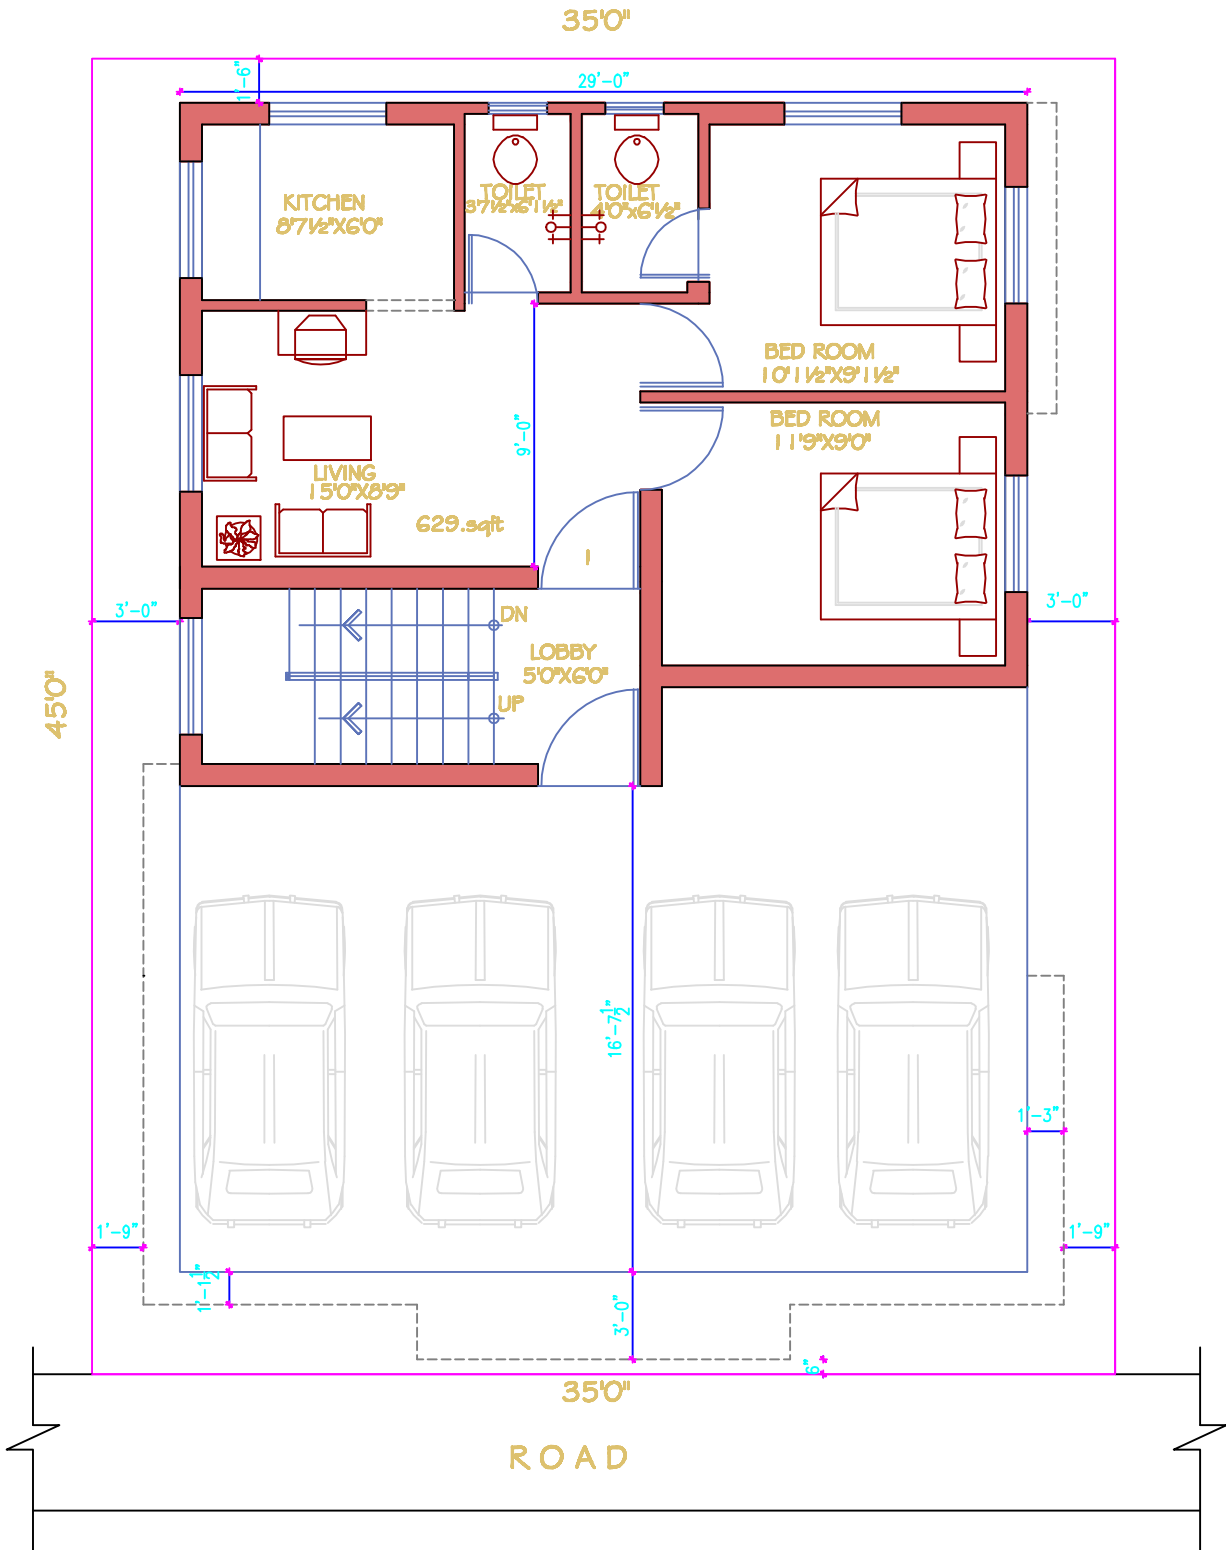 35'0"
1'-6"
29'-0"
KITCHEN
8'7½"X6'0"
TOILET
3'7½"x6'1½"
TOILET
4'0"x6'1½"
BED ROOM
10'1½"X9'1½"
BED ROOM
11'9"X9'0"
9'-0"
LIVING
15'0"X8'9"
629.sqft
1
3'-0"
3'-0"
DN
LOBBY
5'0"X6'0"
UP
45'0"
16'-7½"
1'-3"
1'-9"
1'-9"
1'-1½"
3'-0"
6"
35'0"
ROAD